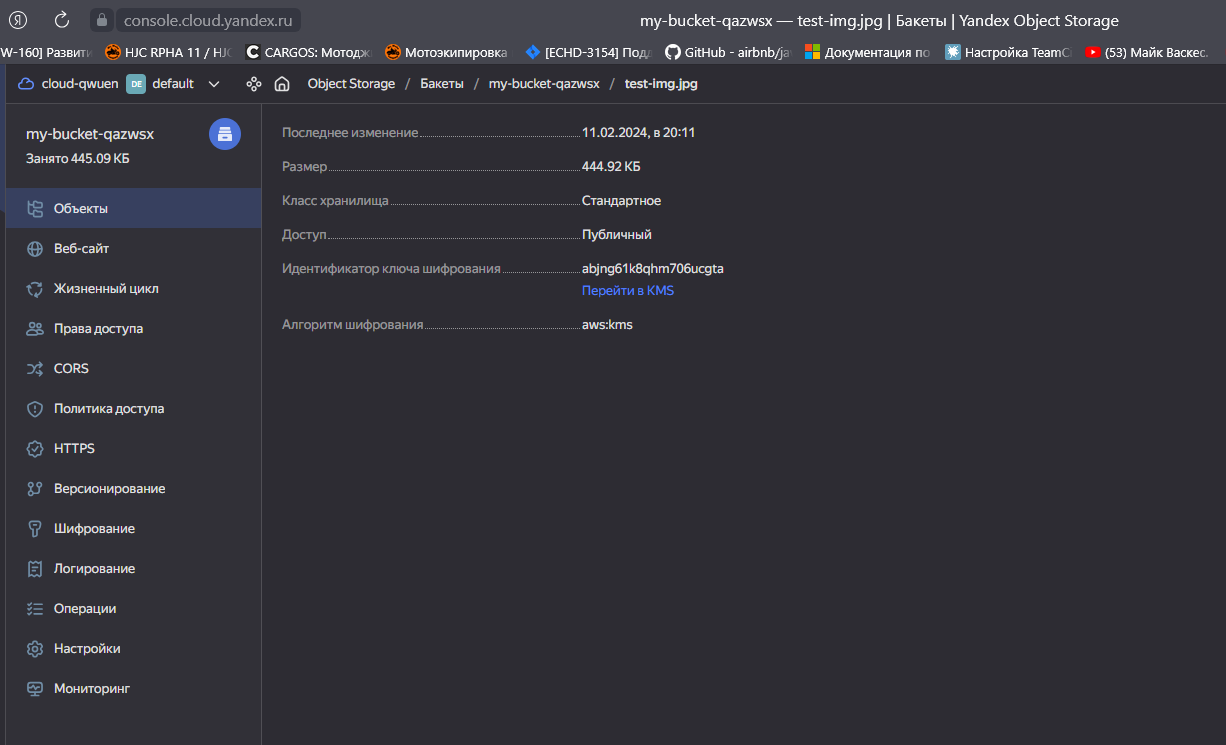 console.cloud.yandex.ru
my-bucket-qazwsx — test-img.jpg | Бакеты | Yandex Object Storage
W-160] Развити HJC RPHA 11 / HJC CARGOS: Мотодж Мотоэкипировка [ECHD-3154] Под GitHub - airbnb/ja Документация по Настройка TeamCi (53) Майк Васкес.
cloud-qwuen DE default Object Storage / Бакеты / my-bucket-qazwsx / test-img.jpg
my-bucket-qazwsx
Занято 445.09 КБ
Объекты
Веб-сайт
Жизненный цикл
Права доступа
CORS
Политика доступа
HTTPS
Версионирование
Шифрование
Логирование
Операции
Настройки
Мониторинг
Последнее изменение 11.02.2024, в 20:11
Размер 444.92 КБ
Класс хранилища Стандартное
Доступ Публичный
Идентификатор ключа шифрования abjng61k8qhm706ucgta
Перейти в KMS
Алгоритм шифрования aws:kms